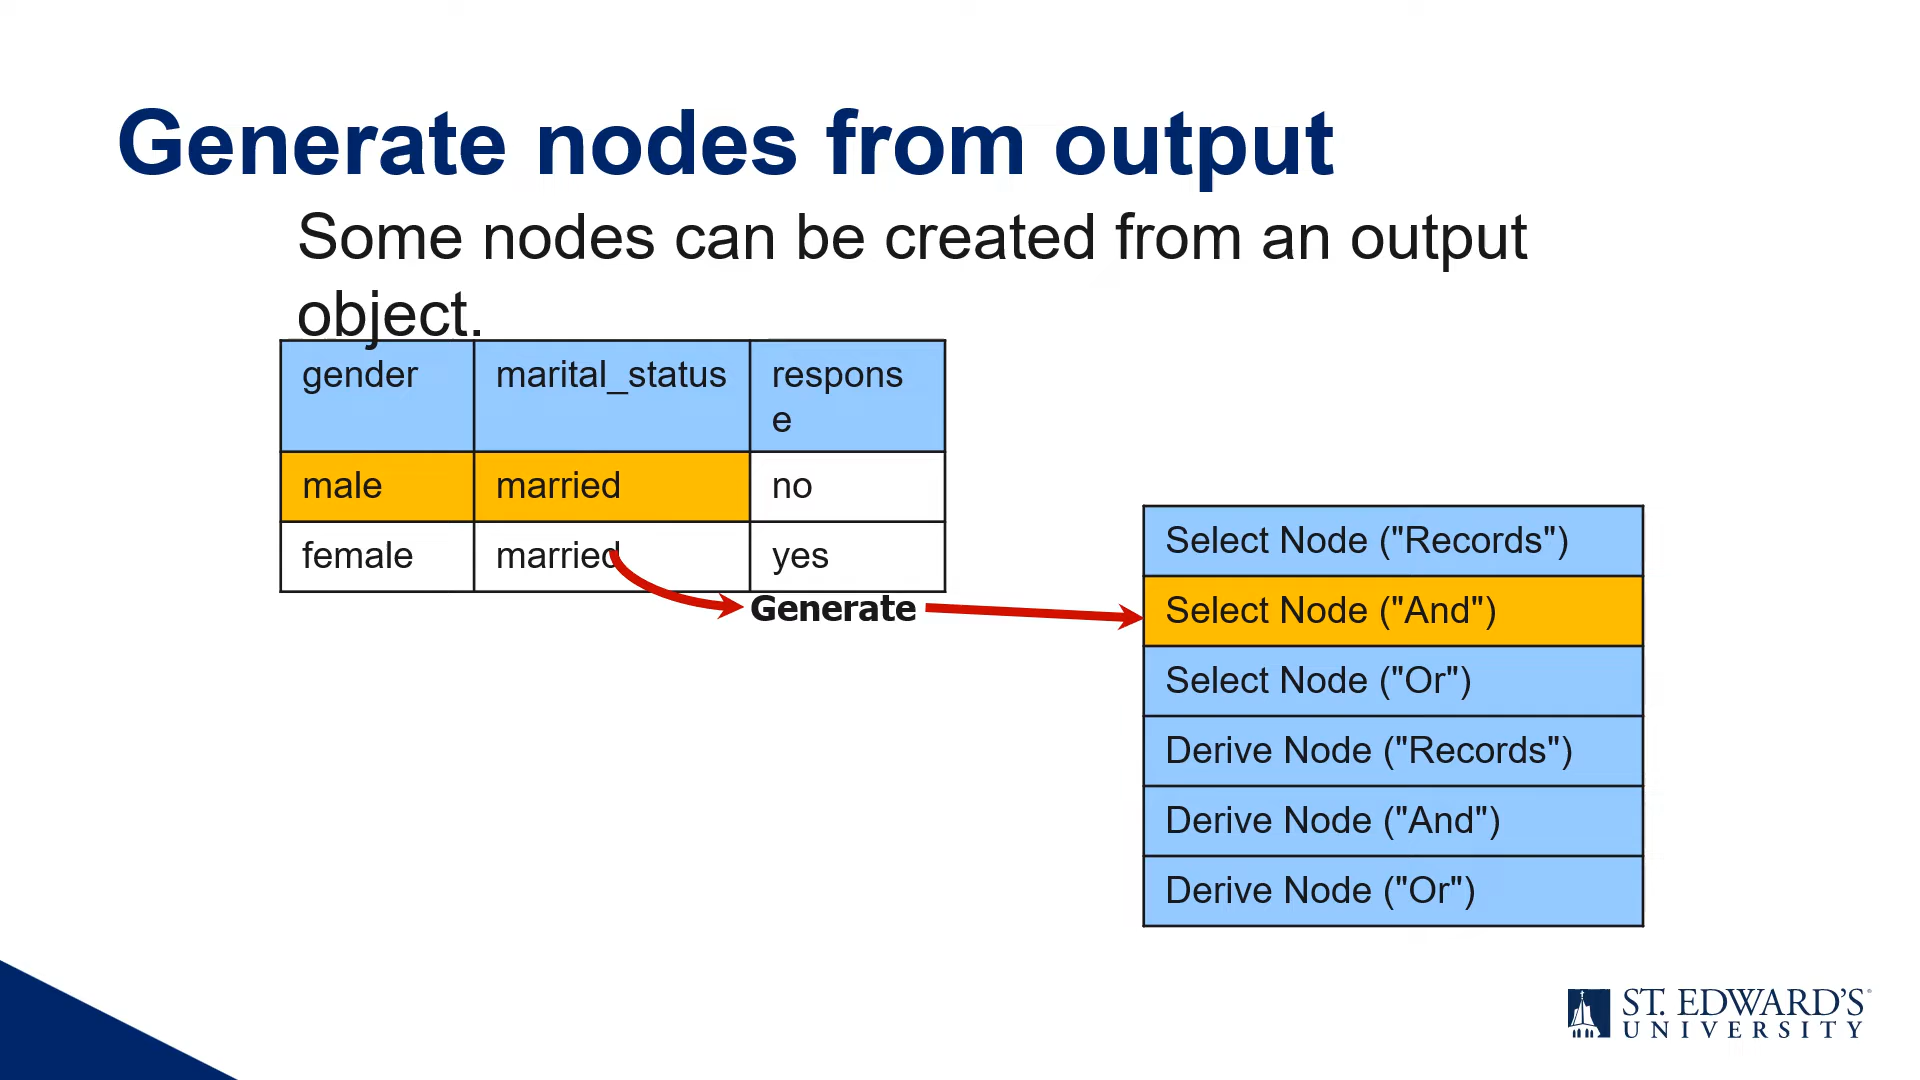 Generate nodes from output
Some nodes can be created from an output
object.
gender marital_status respons
e
male married no
female married yes
Generate
Select Node ("Records")
Select Node ("And")
Select Node ("Or")
Derive Node ("Records")
Derive Node ("And")
Derive Node ("Or")
ST. EDWARD'S
UNIVERSITY